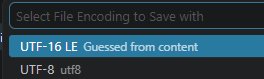 Select File Encoding to Save with
UTF-16 LE Guessed from content
UTF-8 utf8